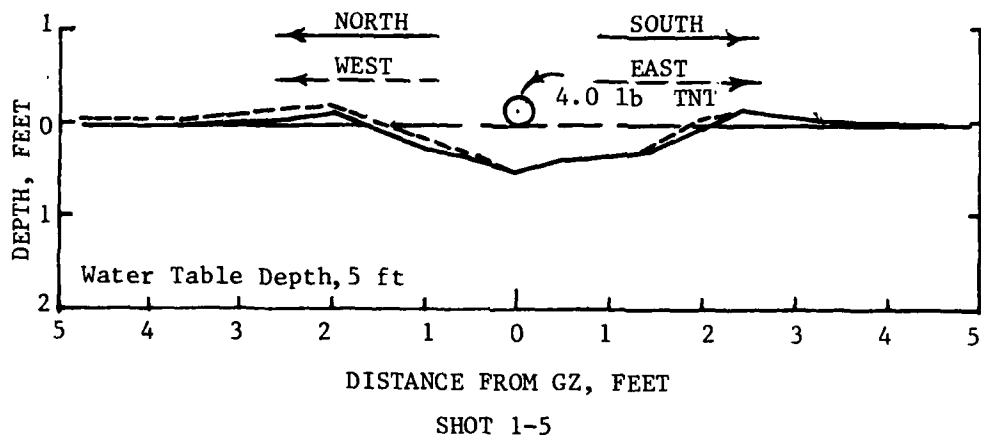 1
NORTH
SOUTH
WEST
EAST
4.0 lb TNT
0
DEPTH, FEET
1
Water Table Depth, 5 ft
2
5 4 3 2 1 0 1 2 3 4 5
DISTANCE FROM GZ, FEET
SHOT 1-5